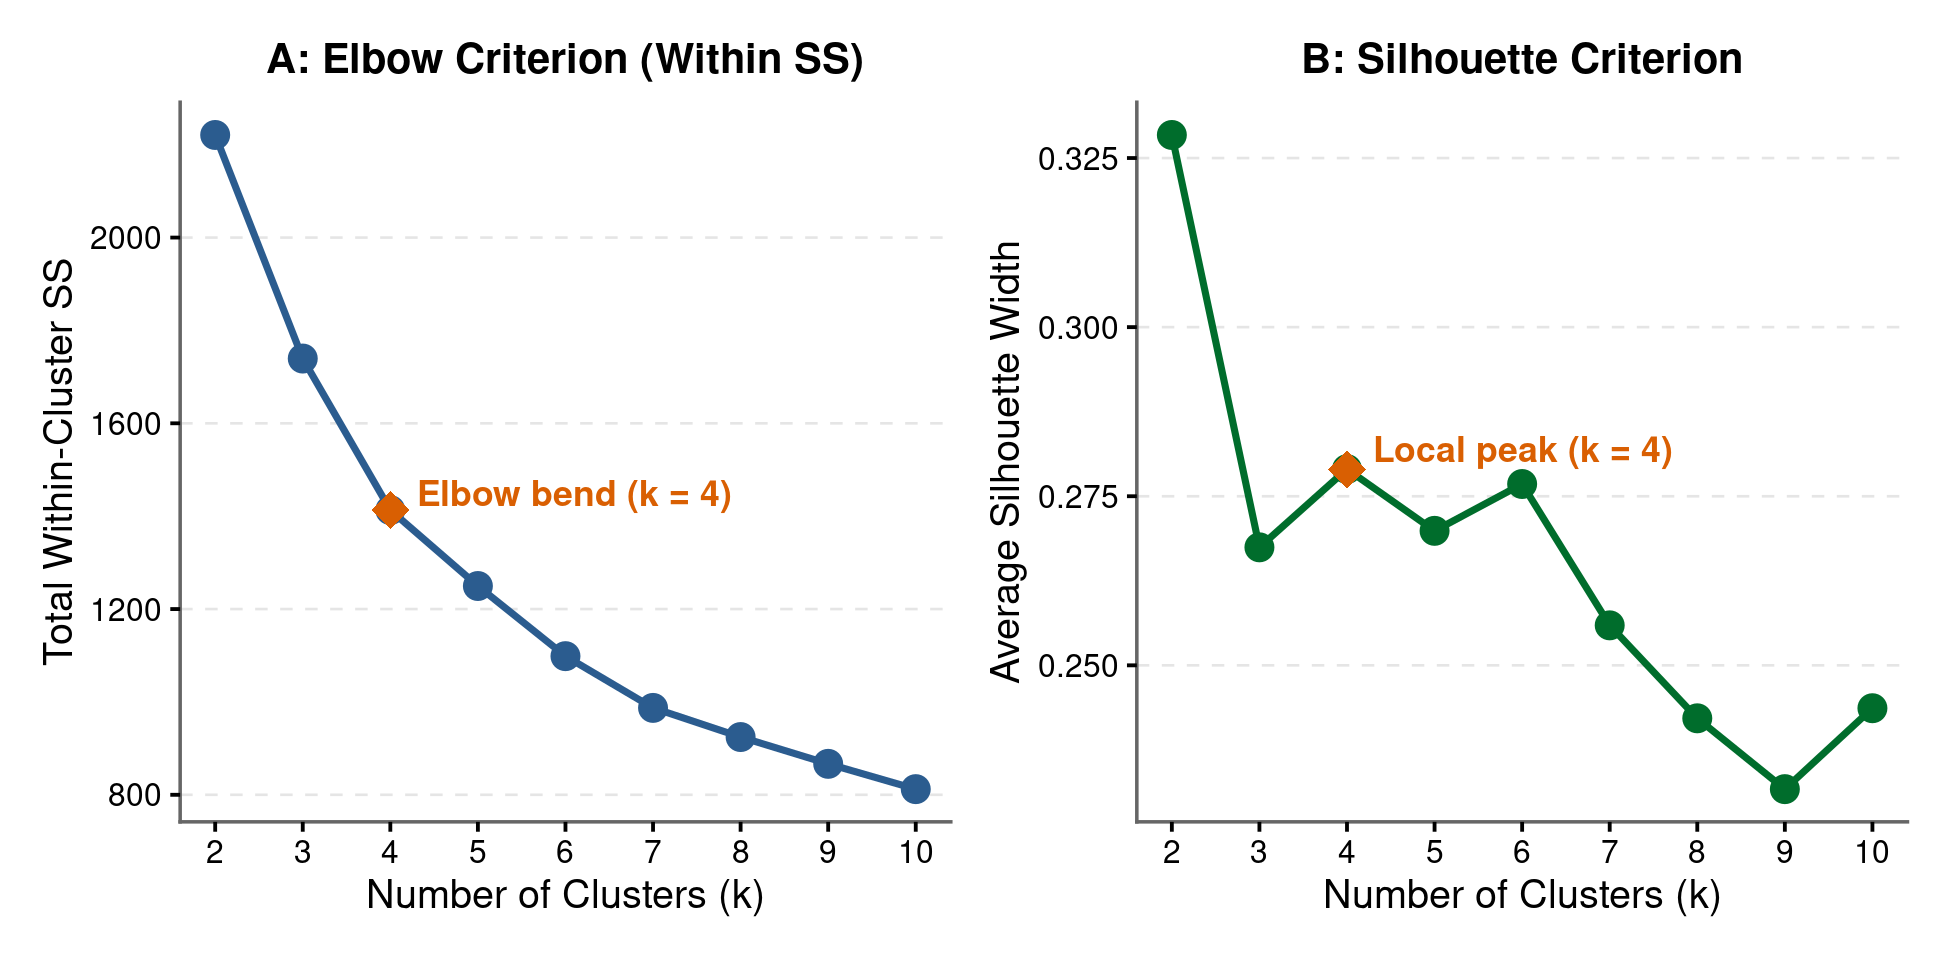 A: Elbow Criterion (Within SS)
Total Within-Cluster SS
2000
1600
1200
800
Elbow bend (k = 4)
2 3 4 5 6 7 8 9 10
Number of Clusters (k)
B: Silhouette Criterion
Average Silhouette Width
0.325
0.300
0.275
0.250
Local peak (k = 4)
2 3 4 5 6 7 8 9 10
Number of Clusters (k)